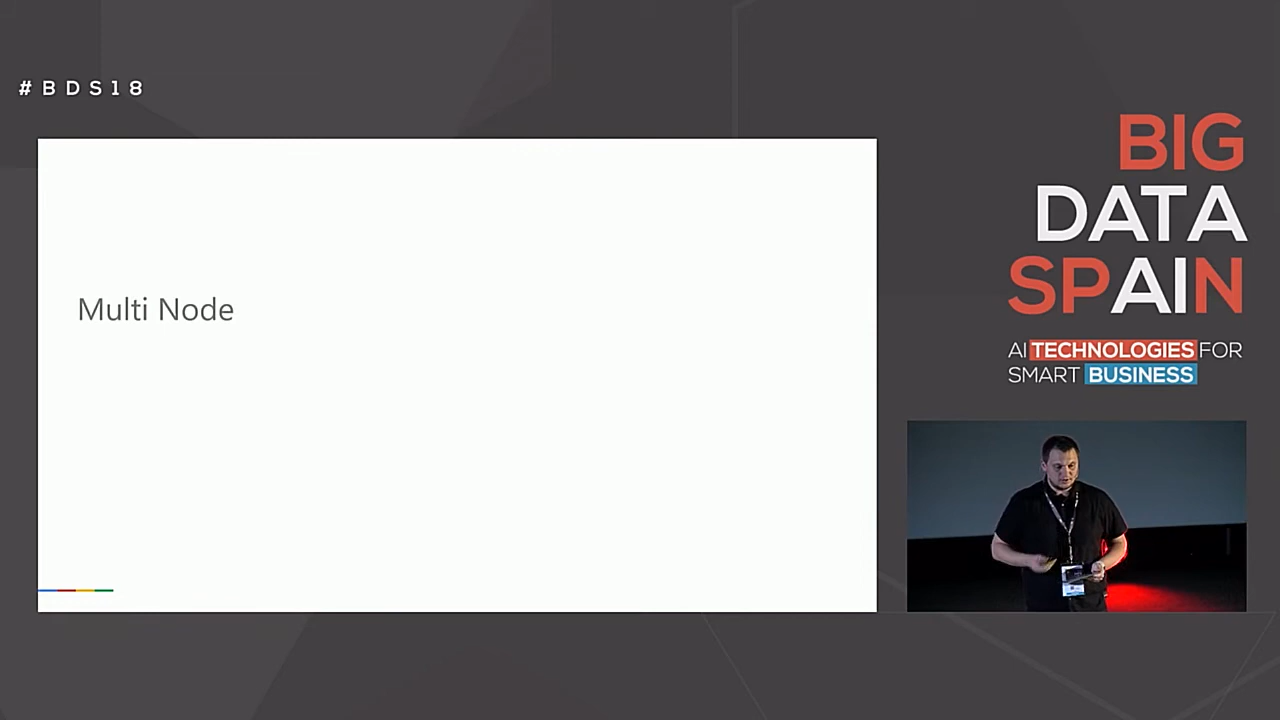 #BDS18
Multi Node
BIG
DATA
SPAIN
AI TECHNOLOGIES FOR
SMART BUSINESS